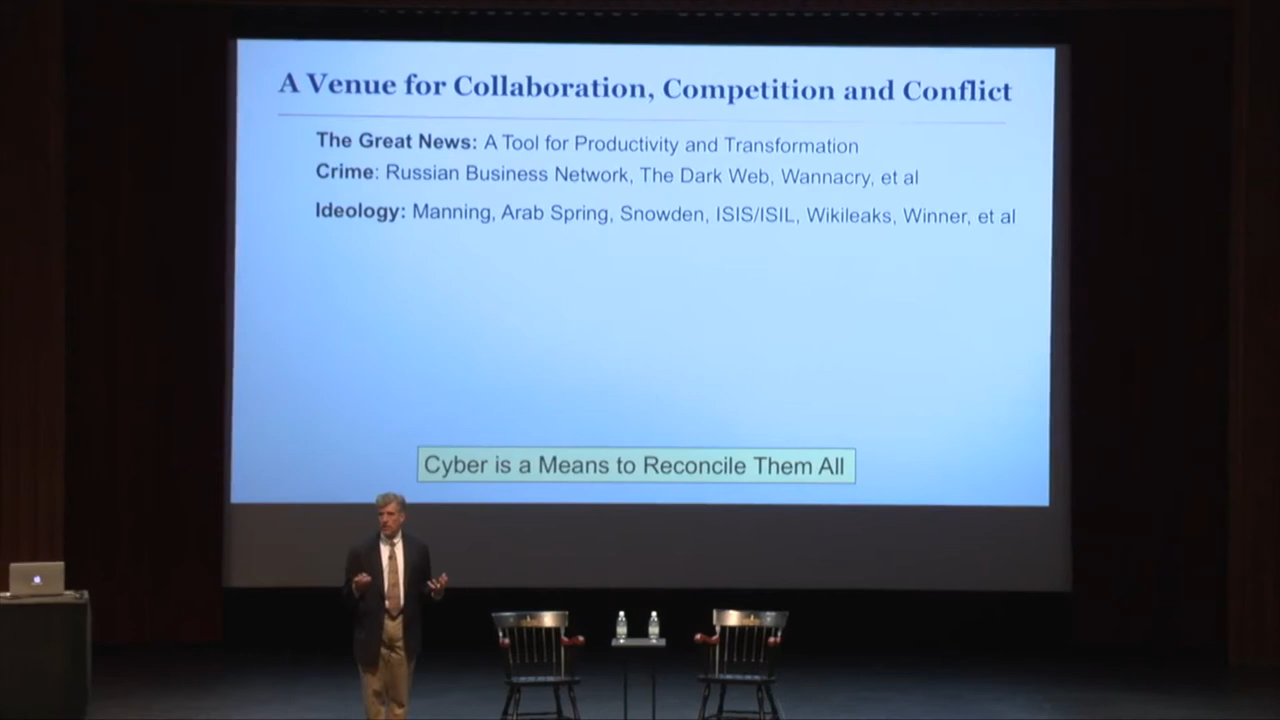 A Venue for Collaboration, Competition and Conflict
The Great News: A Tool for Productivity and Transformation
Crime: Russian Business Network, The Dark Web, Wannacry, et al
Ideology: Manning, Arab Spring, Snowden, ISIS/ISIL, Wikileaks, Winner, et al
Cyber is a Means to Reconcile Them All